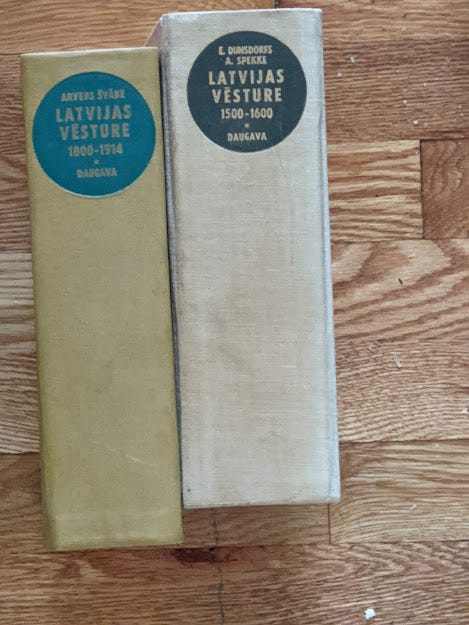 ARVEDS ŠVĀBE
LATVIJAS
VĒSTURE
1800-1914
DAUGAVA
E. DUNSDORFS
A. SPEKKE
LATVIJAS
VĒSTURE
1500-1600
DAUGAVA